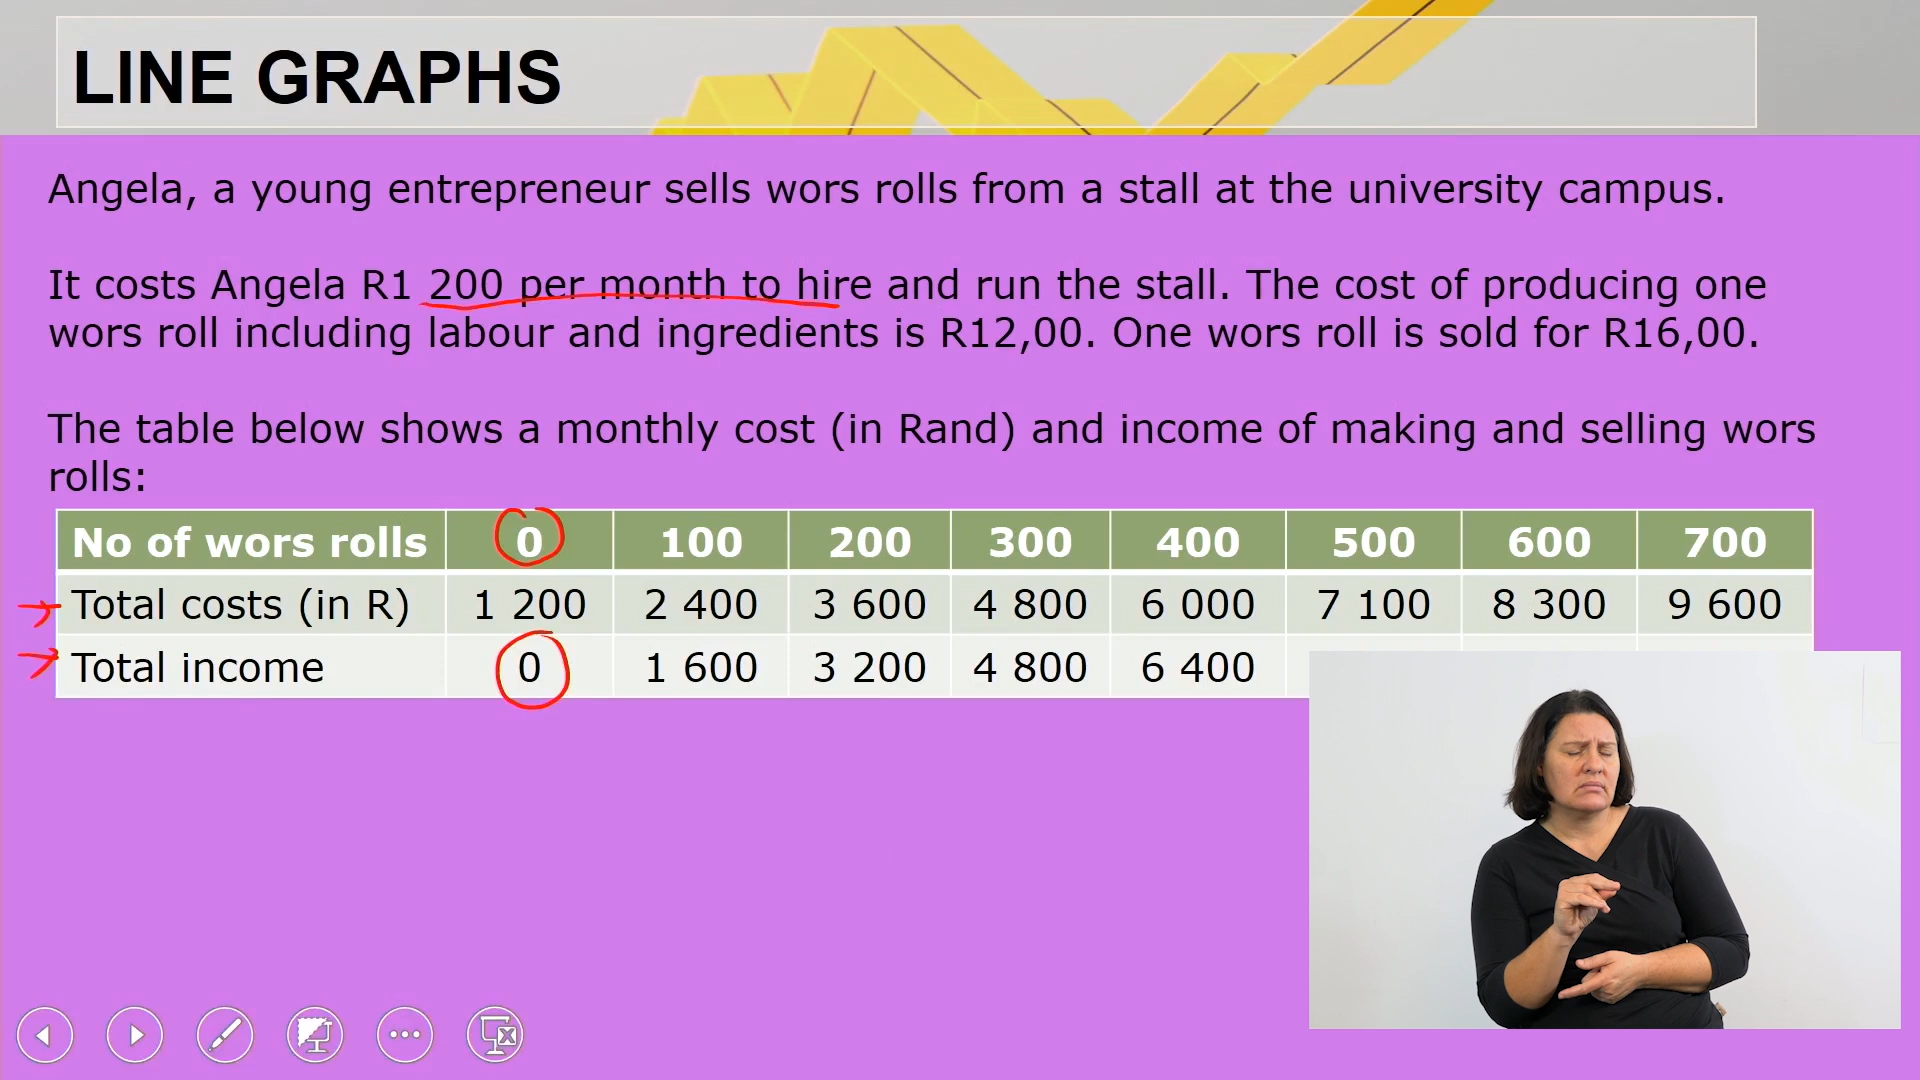 LINE GRAPHS
Angela, a young entrepreneur sells wors rolls from a stall at the university campus.
It costs Angela R1 200 per month to hire and run the stall. The cost of producing one
wors roll including labour and ingredients is R12,00. One wors roll is sold for R16,00.
The table below shows a monthly cost (in Rand) and income of making and selling wors
rolls:
No of wors rolls 0 100 200 300 400 500 600 700
Total costs (in R) 1 200 2 400 3 600 4 800 6 000 7 100 8 300 9 600
Total income 0 1 600 3 200 4 800 6 400